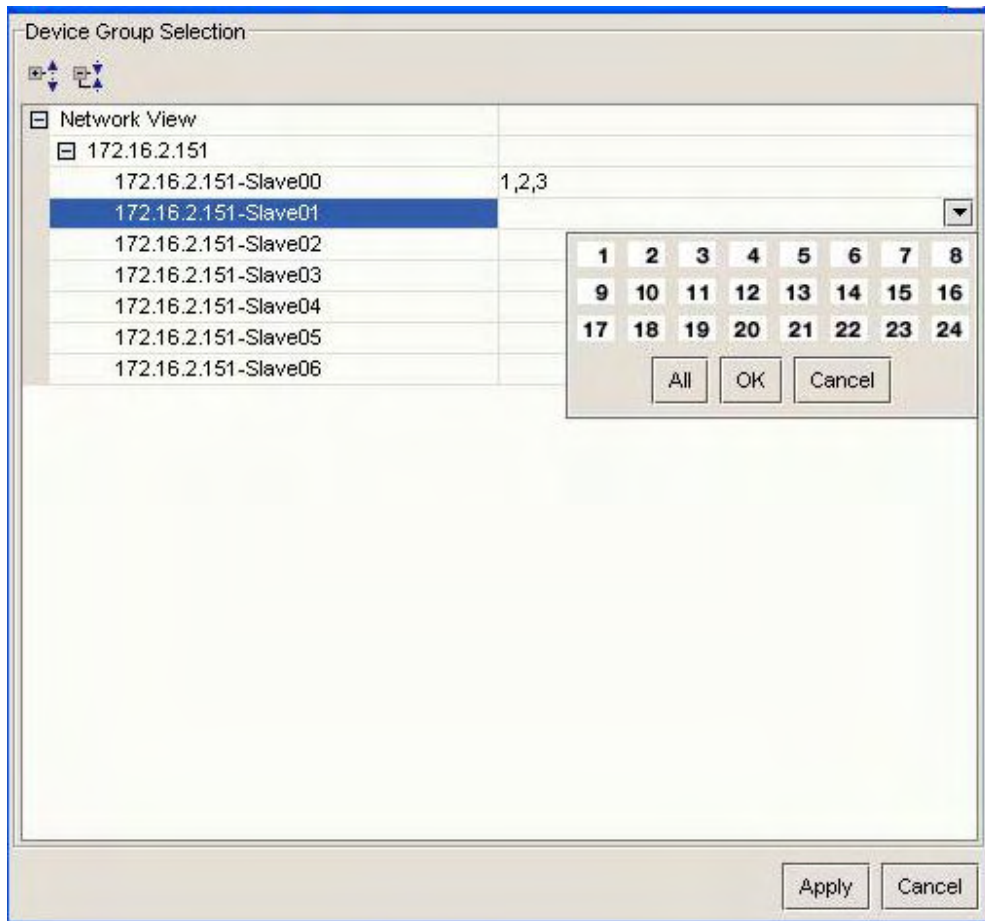 Device Group Selection
Network View
172.16.2.151
172.16.2.151-Slave00 1,2,3
172.16.2.151-Slave01
172.16.2.151-Slave02
172.16.2.151-Slave03
172.16.2.151-Slave04
172.16.2.151-Slave05
172.16.2.151-Slave06
1 2 3 4 5 6 7 8
9 10 11 12 13 14 15 16
17 18 19 20 21 22 23 24
All OK Cancel
Apply Cancel